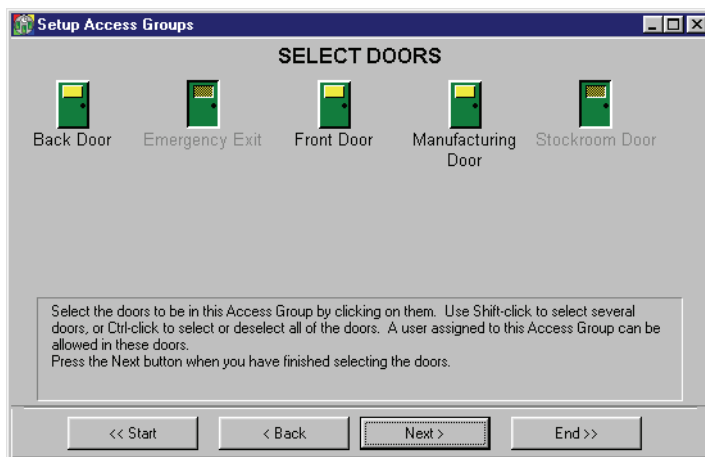 Setup Access Groups
SELECT DOORS
Back Door
Emergency Exit
Front Door
Manufacturing
Door
Stockroom Door
Select the doors to be in this Access Group by clicking on them. Use Shift-click to select several
doors, or Ctrl-click to select or deselect all of the doors. A user assigned to this Access Group can be
allowed in these doors.
Press the Next button when you have finished selecting the doors.
<< Start
< Back
Next >
End >>